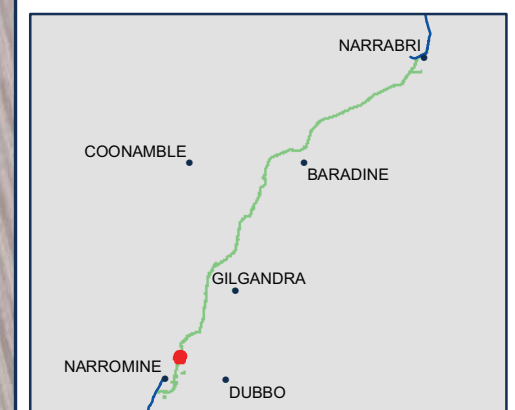 NARRABRI
COONAMBLE
BARADINE
GILGANDRA
NARROMINE
DUBBO